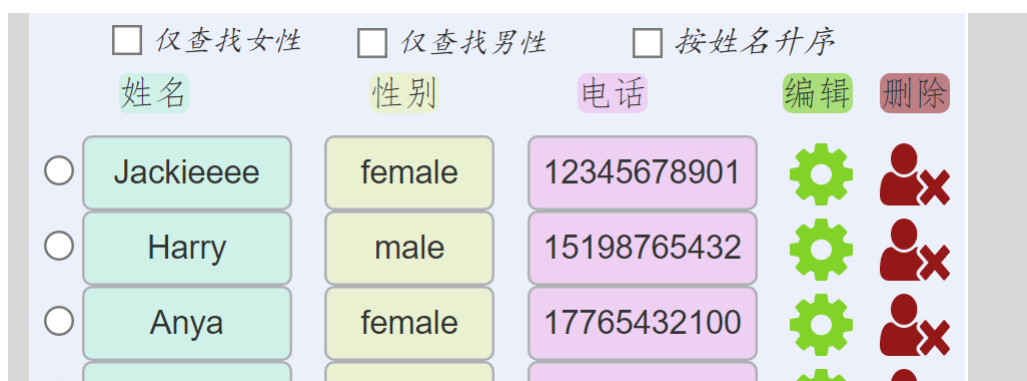 仅查找女性 仅查找男性 按姓名升序
姓名 性别 电话 编辑 删除
Jackieeee female 12345678901
Harry male 15198765432
Anya female 17765432100